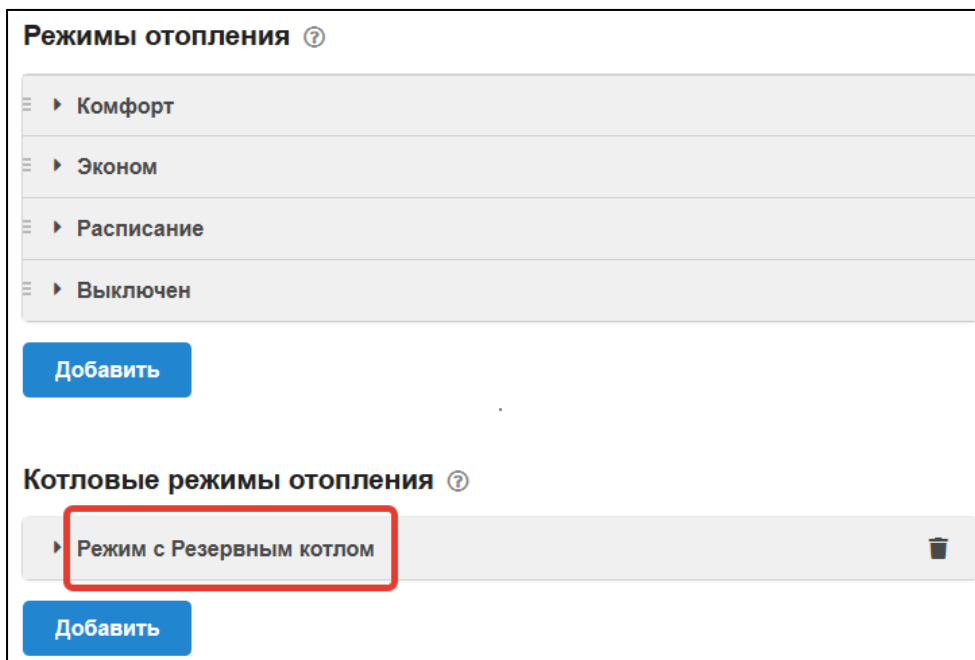 Режимы отопления ?
Комфорт
Эконом
Расписание
Выключен
Добавить
Котловые режимы отопления ?
Режим с Резервным котлом
Добавить